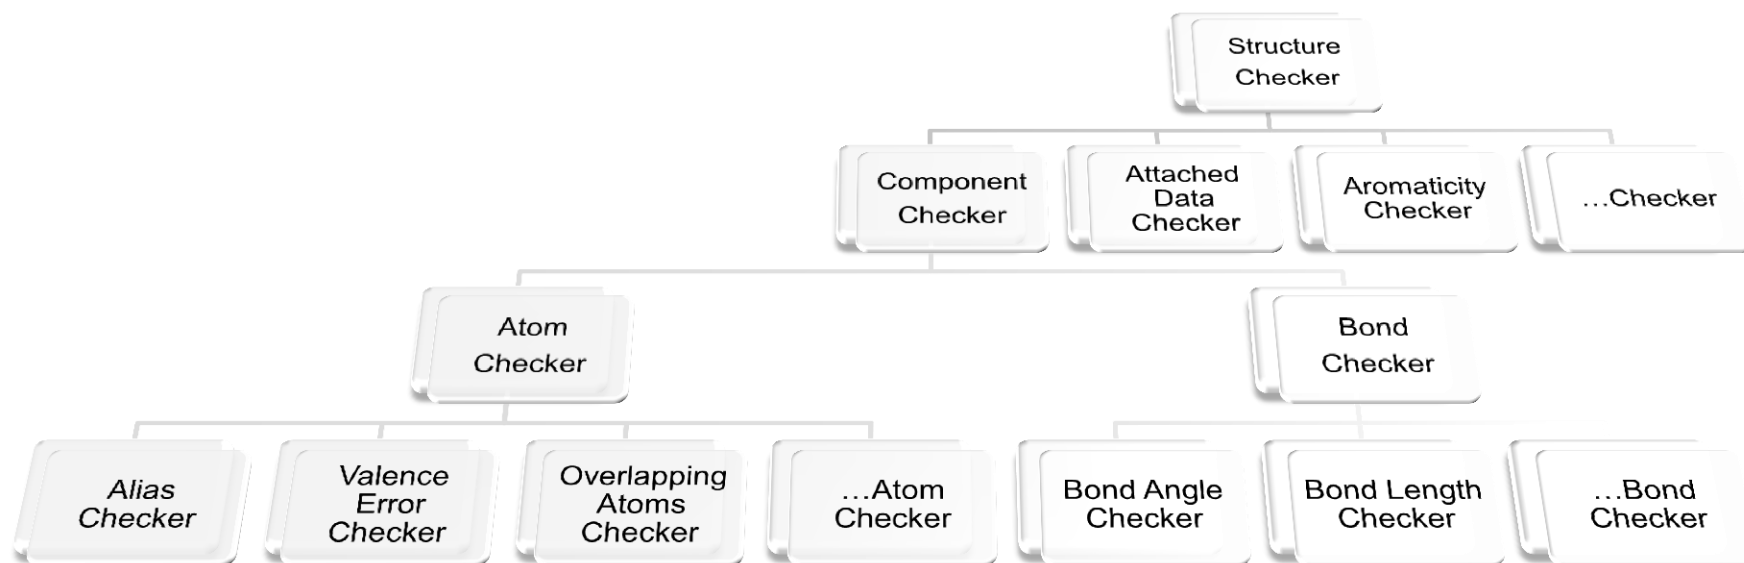 Structure
Checker
Component
Checker
Attached
Data
Checker
Aromaticity
Checker
...Checker
Atom
Checker
Bond
Checker
Alias
Checker
Valence
Error
Checker
Overlapping
Atoms
Checker
...Atom
Checker
Bond Angle
Checker
Bond Length
Checker
...Bond
Checker